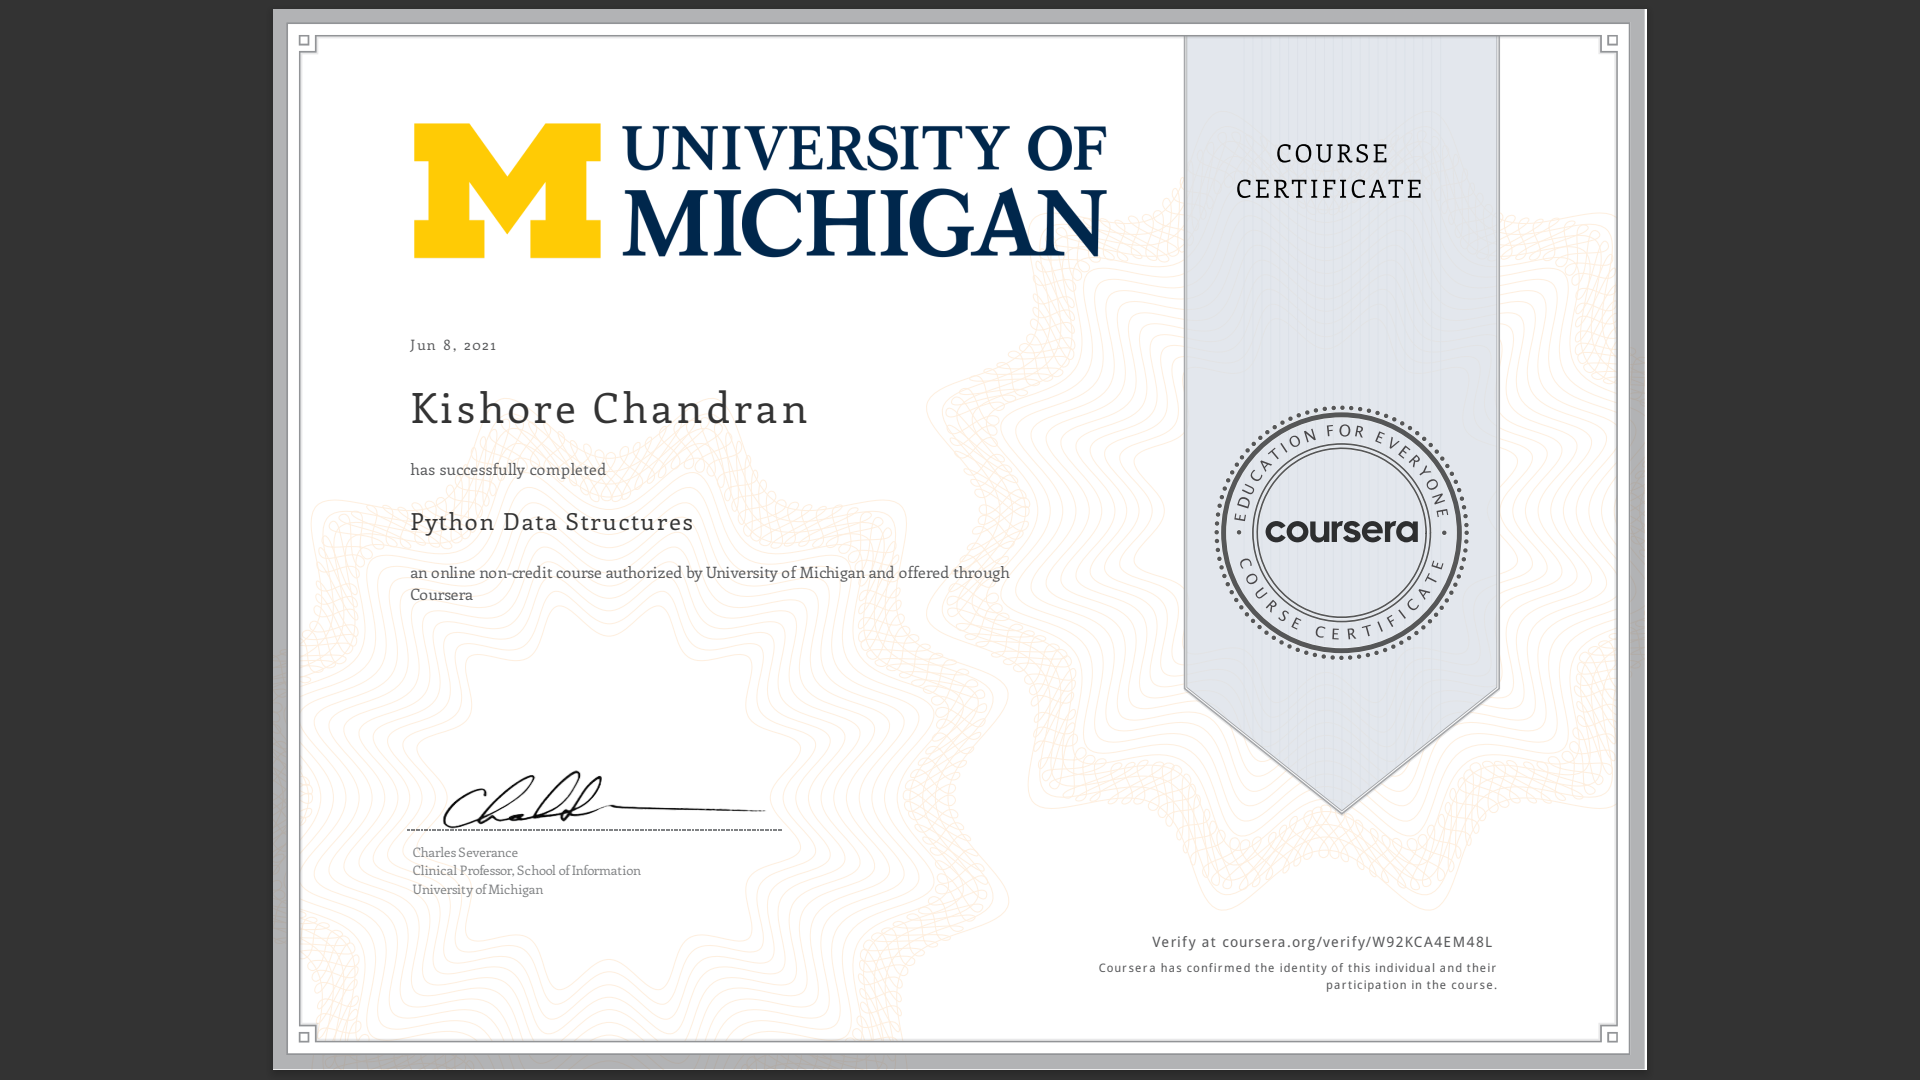 UNIVERSITY OF
MICHIGAN
COURSE
CERTIFICATE
Jun 8, 2021
Kishore Chandran
has successfully completed
Python Data Structures
an online non-credit course authorized by University of Michigan and offered through
Coursera
EDUCATION FOR EVERYONE
coursera
COURSE CERTIFICATE
Charles Severance
Clinical Professor, School of Information
University of Michigan
Verify at coursera.org/verify/W92KCA4EM48L
Coursera has confirmed the identity of this individual and their
participation in the course.